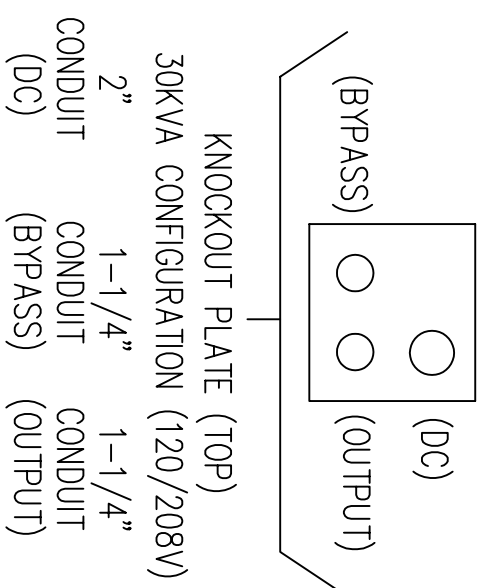 (DC)
(BYPASS) (OUTPUT)
KNOCKOUT PLATE (TOP)
30KVA CONFIGURATION (120/208V)
2” 1-1/4” 1-1/4”
CONDUIT CONDUIT CONDUIT
(DC) (BYPASS) (OUTPUT)